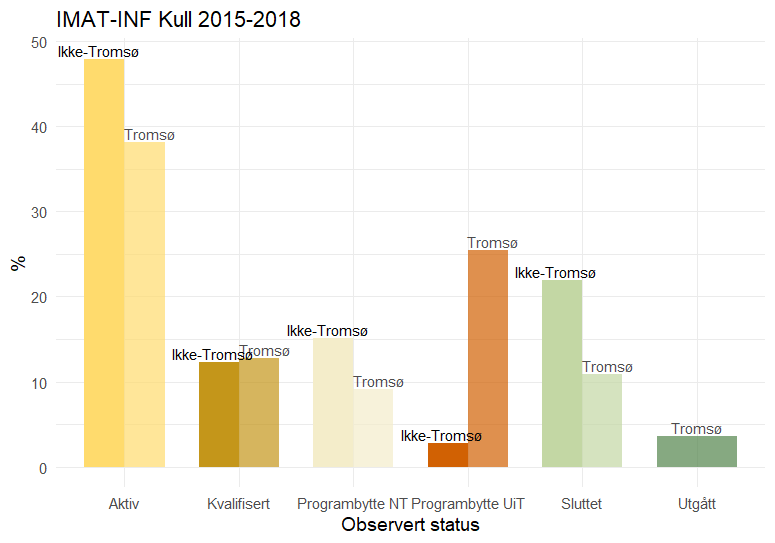 IMAT-INF Kull 2015-2018
50
Ikke-Tromsø
40
Tromsø
30
Tromsø
Ikke-Tromsø
20
Ikke-Tromsø
Ikke-Tromsø Tromsø
Tromsø
10
Tromsø
Ikke-Tromsø
Tromsø
0
%
Aktiv Kvalifisert Programbytte NT Programbytte UiT Sluttet Utgått
Observert status